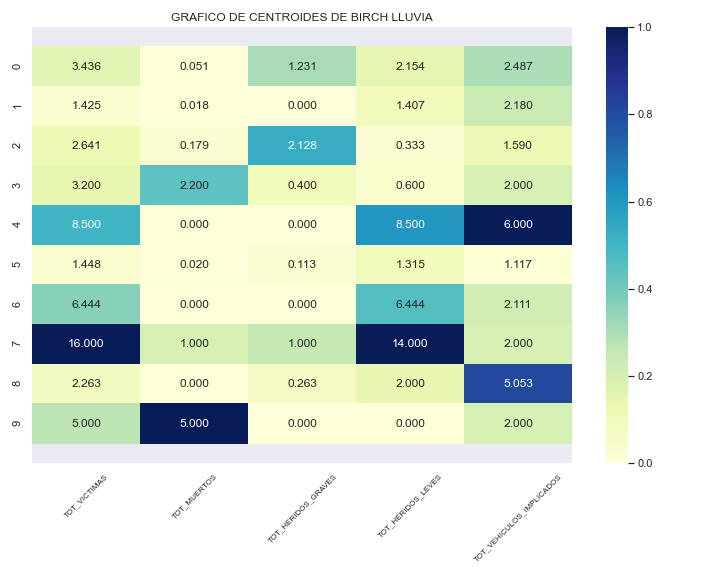 GRAFICO DE CENTROIDES DE BIRCH LLUVIA
0 3.436 0.051 1.231 2.154 2.487
1 1.425 0.018 0.000 1.407 2.180
2 2.641 0.179 2.128 0.333 1.590
3 3.200 2.200 0.400 0.600 2.000
4 8.500 0.000 0.000 8.500 6.000
5 1.448 0.020 0.113 1.315 1.117
6 6.444 0.000 0.000 6.444 2.111
7 16.000 1.000 1.000 14.000 2.000
8 2.263 0.000 0.263 2.000 5.053
9 5.000 5.000 0.000 0.000 2.000
TOT_VICTIMAS
TOT_MUERTOS
TOT_HERIDOS_GRAVES
TOT_HERIDOS_LEVES
TOT_VEHICULOS_IMPLICADOS
1.0
0.8
0.6
0.4
0.2
0.0